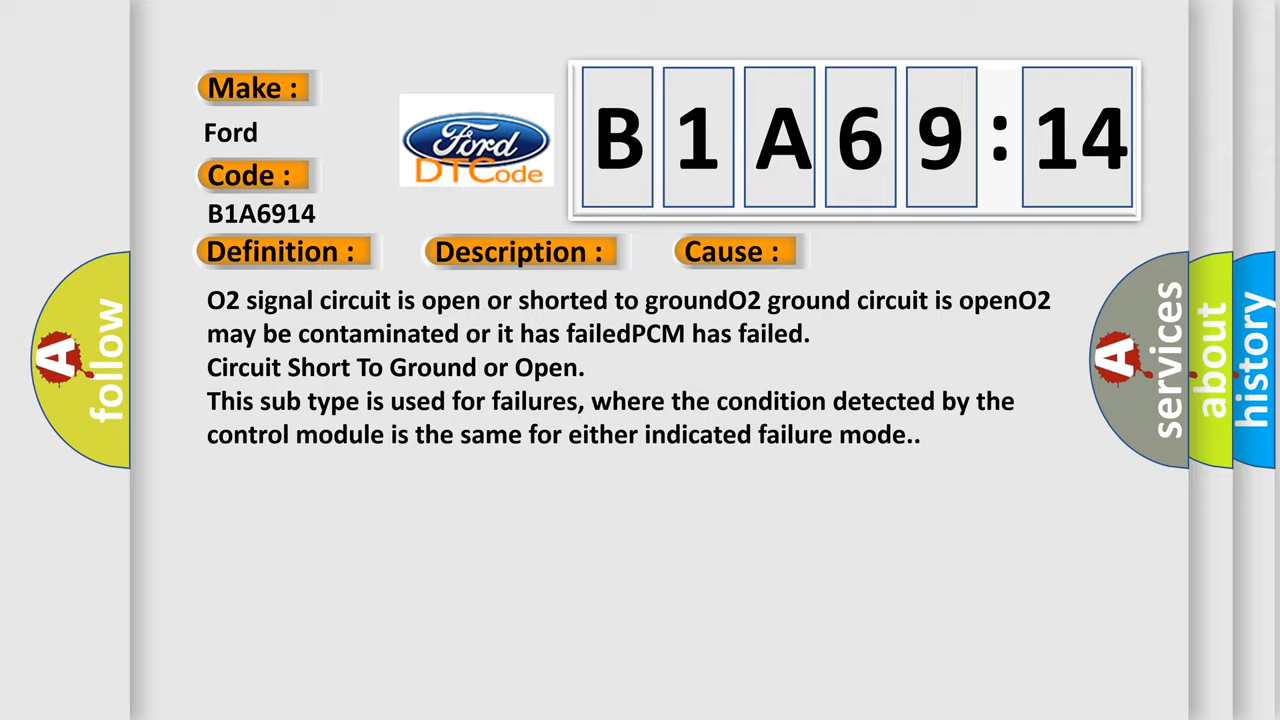 Make :
Ford
Code :
B1A6914
Ford
DTCode
B1A69:14
Definition :
Description :
Cause :
O2 signal circuit is open or shorted to groundO2 ground circuit is openO2
may be contaminated or it has failedPCM has failed.
Circuit Short To Ground or Open.
This sub type is used for failures, where the condition detected by the
control module is the same for either indicated failure mode..
A
follow
A
services
about
history